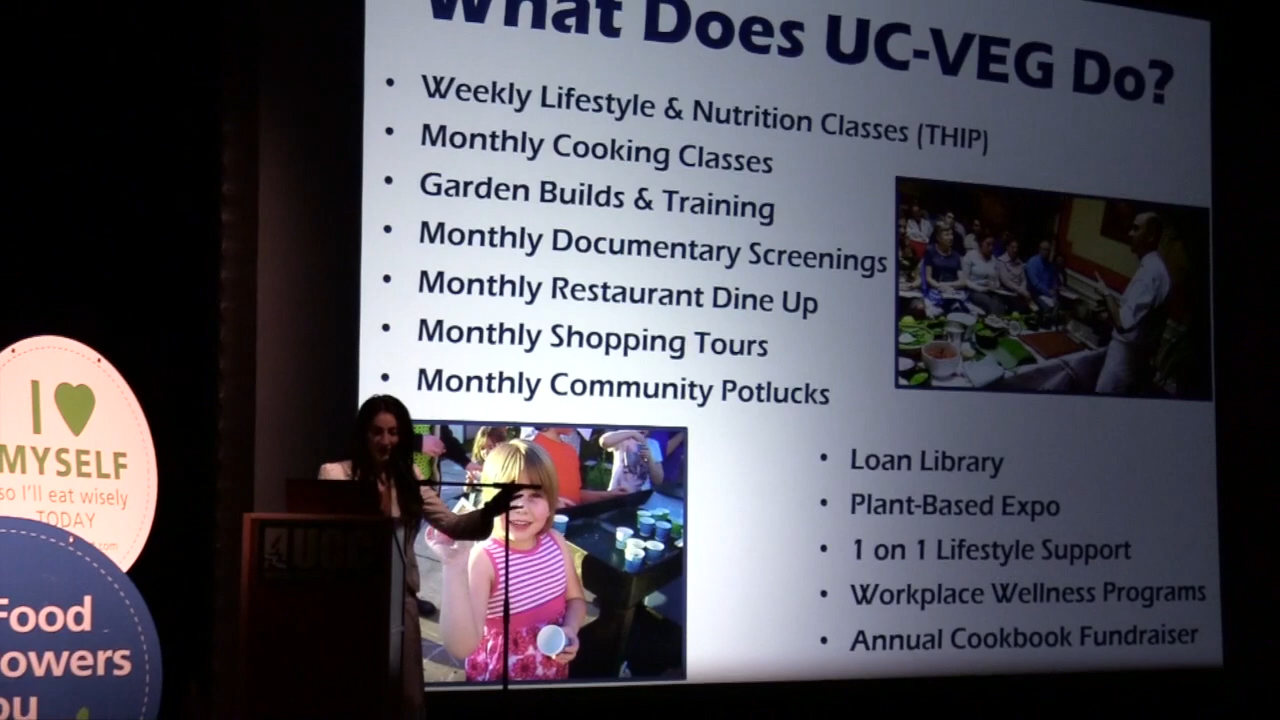 What Does UC-VEG Do?
• Weekly Lifestyle & Nutrition Classes (THIP)
• Monthly Cooking Classes
• Garden Builds & Training
• Monthly Documentary Screenings
• Monthly Restaurant Dine Up
• Monthly Shopping Tours
• Monthly Community Potlucks
• Loan Library
• Plant-Based Expo
• 1 on 1 Lifestyle Support
• Workplace Wellness Programs
• Annual Cookbook Fundraiser
I
MYSELF
so I'll eat wisely
TODAY
Food